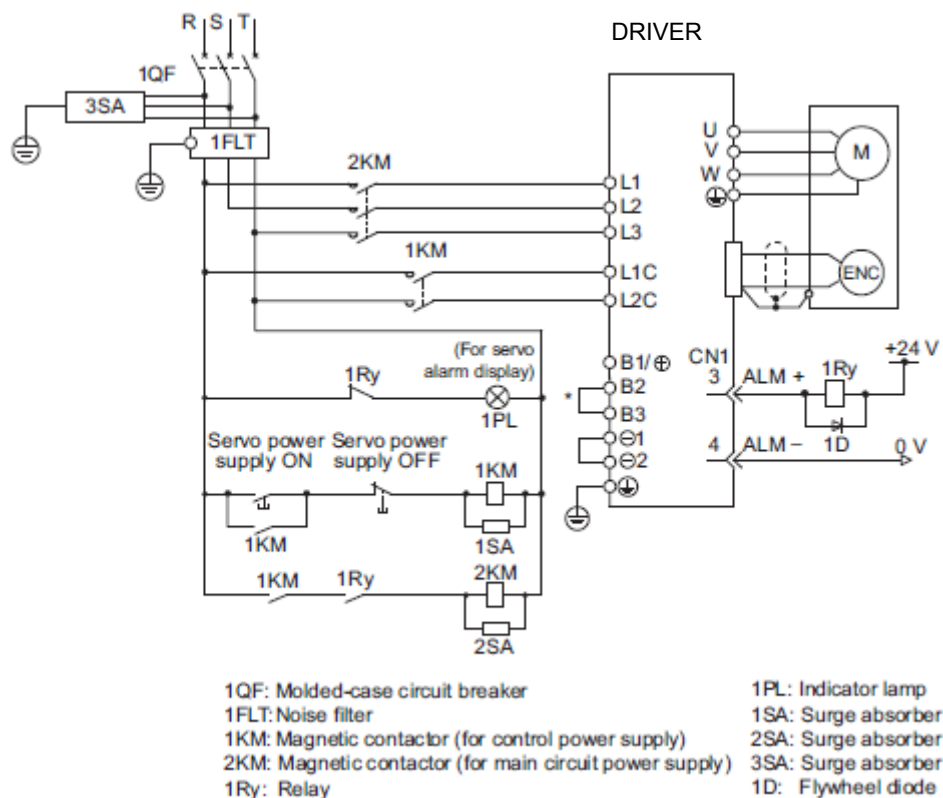 R S T
DRIVER
1QF
3SA
1FLT
2KM
U
V
W
M
L1
L2
L3
1KM
L1C
L2C
ENC
(For servo
alarm display)
1Ry
1PL
B1/⊕
B2
*
B3
⊖1
⊖2
CN1
3 ALM +
1Ry
+24 V
1D
4 ALM −
0 V
Servo power
supply ON
Servo power
supply OFF
1KM
1KM
1SA
1KM
1Ry
2KM
2SA
1QF: Molded-case circuit breaker
1FLT: Noise filter
1KM: Magnetic contactor (for control power supply)
2KM: Magnetic contactor (for main circuit power supply)
1Ry: Relay
1PL: Indicator lamp
1SA: Surge absorber
2SA: Surge absorber
3SA: Surge absorber
1D: Flywheel diode